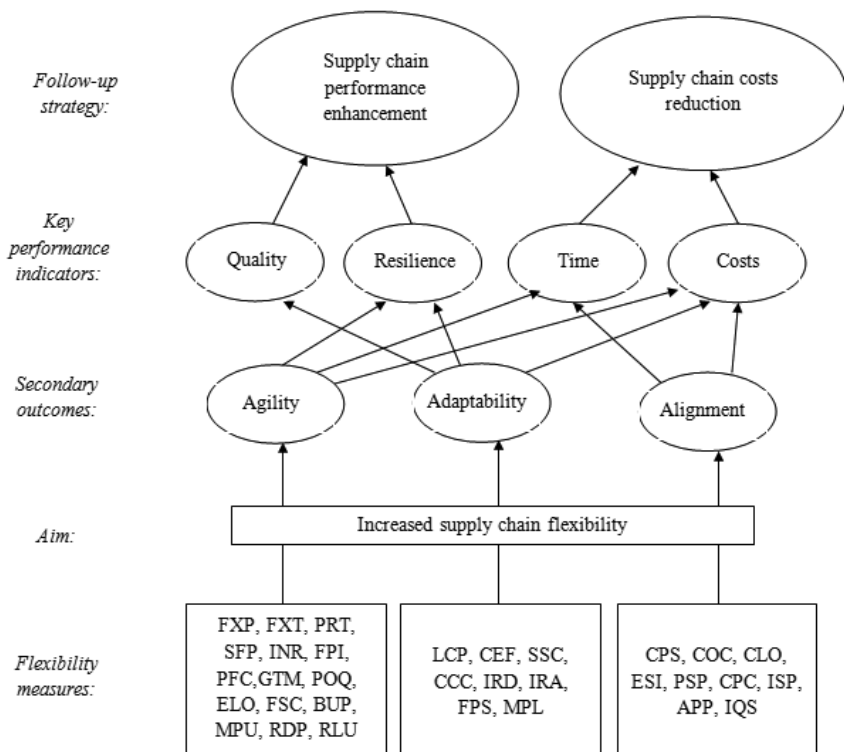 Follow-up
strategy:
Supply chain
performance
enhancement
Supply chain costs
reduction
Key
performance
indicators:
Quality
Resilience
Time
Costs
Secondary
outcomes:
Agility
Adaptability
Alignment
Aim:
Increased supply chain flexibility
Flexibility
measures:
FXP, FXT, PRT,
SFP, INR, FPI,
PFC,GTM, POQ,
ELO, FSC, BUP,
MPU, RDP, RLU
LCP, CEF, SSC,
CCC, IRD, IRA,
FPS, MPL
CPS, COC, CLO,
ESI, PSP, CPC, ISP,
APP, IQS